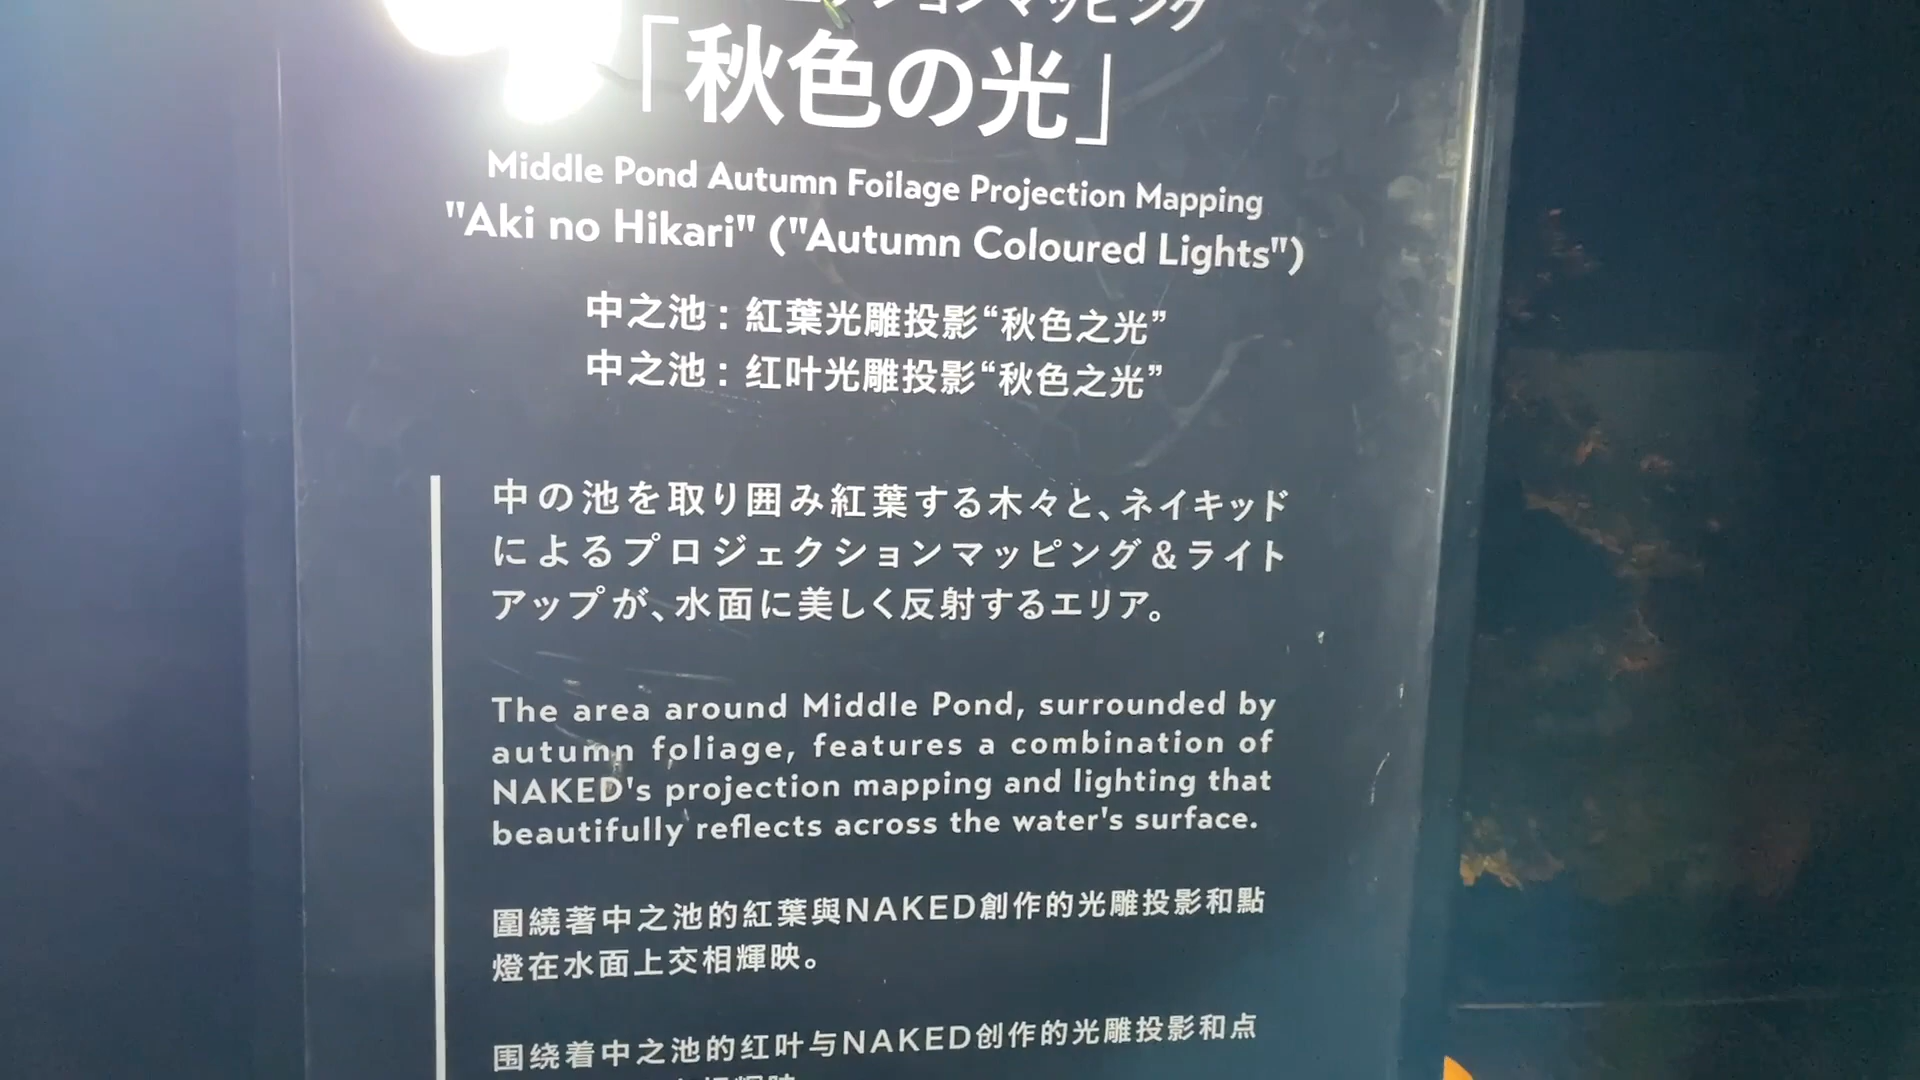 ションマッピング
「秋色の光」
Middle Pond Autumn Foilage Projection Mapping
"Aki no Hikari" ("Autumn Coloured Lights")
中之池：紅葉光雕投影“秋色之光”
中之池：红叶光雕投影“秋色之光”
中の池を取り囲み紅葉する木々と、ネイキッド
によるプロジェクションマッピング＆ライト
アップが、水面に美しく反射するエリア。
The area around Middle Pond, surrounded by
autumn foliage, features a combination of
NAKED's projection mapping and lighting that
beautifully reflects across the water's surface.
圍繞著中之池的紅葉與NAKED創作的光雕投影和點
燈在水面上交相輝映。
围绕着中之池的红叶与NAKED创作的光雕投影和点